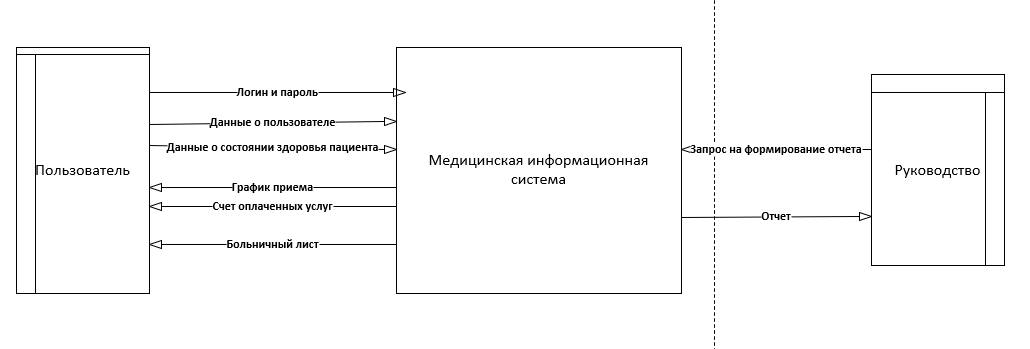 Логин и пароль
Данные о пользователе
Данные о состоянии здоровья пациента
Пользователь
График приема
Счет оплаченных услуг
Больничный лист
Медицинская информационная
система
Запрос на формирование отчета
Отчет
Руководство